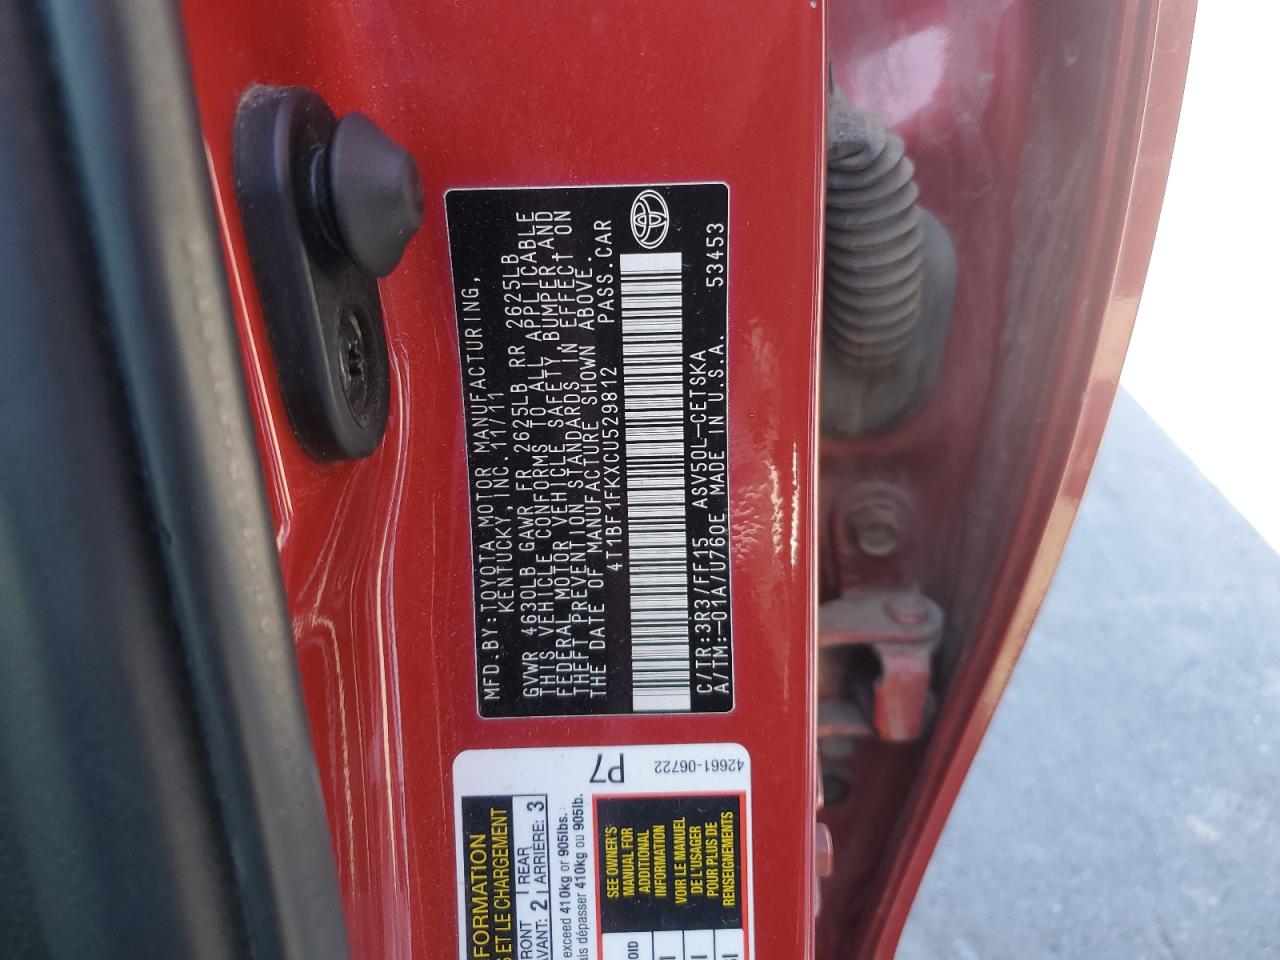 MFD.BY:TOYOTA MOTOR MANUFACTURING,
KENTUCKY, INC. 11/11
GVWR 4630LB GAWR FR 2625LB RR 2625LB
THIS VEHICLE CONFORMS TO ALL APPLICABLE
FEDERAL MOTOR VEHICLE SAFETY,BUMPER,AND
THEFT PREVENTION STANDARDS IN EFFECT ON
THE DATE OF MANUFACTURE SHOWN ABOVE.
4T1BF1FKXCU529812 PASS.CAR
C/TR:3R3/FF15 ASV50L-CETSKA
A/TM:-01A/U760E MADE IN U.S.A. 53453
P7
42661-06722
FORMATION
S ET LE CHARGEMENT
RONT 2 REAR 3
AVANT: ARRIÈRE:
exceed 410kg or 905lbs.
ais dépasser 410kg ou 905lb.
SEE OWNER'S
MANUAL FOR
ADDITIONAL
INFORMATION
VOIR LE MANUEL
DE L'USAGER
POUR PLUS DE
RENSEIGNEMENTS
OID